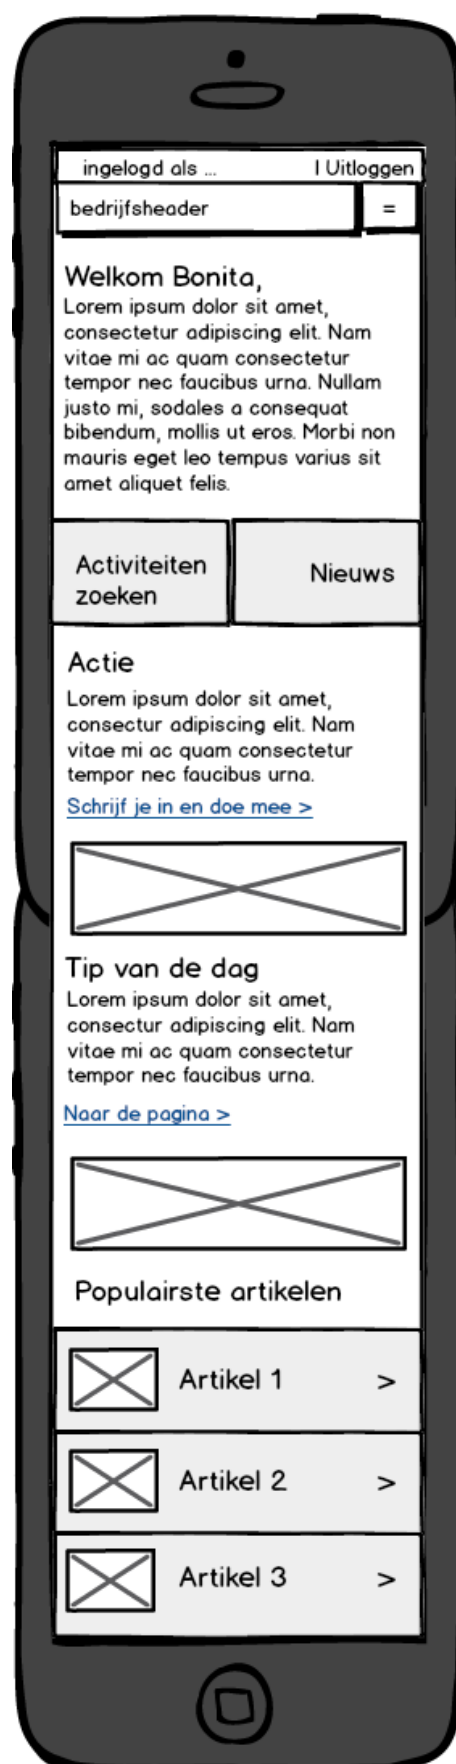 ingelogd als ... | Uitloggen
bedrijfsheader =
Welkom Bonita,
Lorem ipsum dolor sit amet,
consectetur adipiscing elit. Nam
vitae mi ac quam consectetur
tempor nec faucibus urna. Nullam
justo mi, sodales a consequat
bibendum, mollis ut eros. Morbi non
mauris eget leo tempus varius sit
amet aliquet felis.
Activiteiten
zoeken
Nieuws
Actie
Lorem ipsum dolor sit amet,
consectur adipiscing elit. Nam
vitae mi ac quam consectetur
tempor nec faucibus urna.
Schrijf je in en doe mee >
Tip van de dag
Lorem ipsum dolor sit amet,
consectur adipiscing elit. Nam
vitae mi ac quam consectetur
tempor nec faucibus urna.
Naar de pagina >
Populairste artikelen
Artikel 1 >
Artikel 2 >
Artikel 3 >